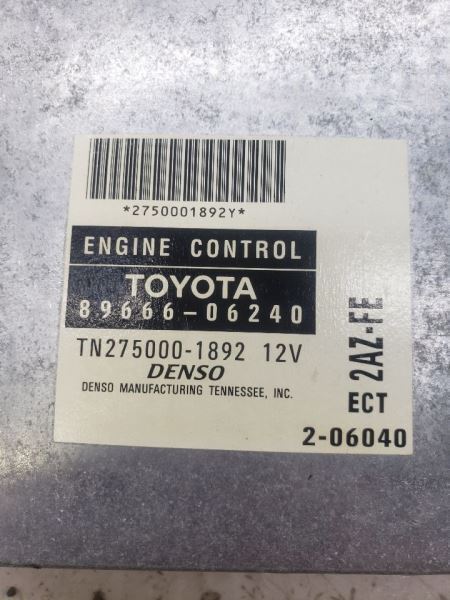 *2750001892Y*
ENGINE CONTROL
TOYOTA
89666-06240
TN275000-1892 12V
DENSO
DENSO MANUFACTURING TENNESSEE, INC.
2AZ-FE
ECT
2-06040